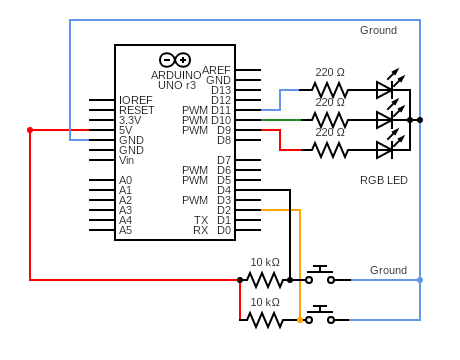 Ground
ARDUINO
UNO r3
AREF
GND
D13
D12
PWM D11
PWM D10
PWM D9
D8
D7
PWM D6
PWM D5
D4
PWM D3
D2
TX D1
RX D0
IOREF
RESET
3.3V
5V
GND
GND
Vin
A0
A1
A2
A3
A4
A5
220 Ω
220 Ω
220 Ω
RGB LED
10 kΩ
Ground
10 kΩ